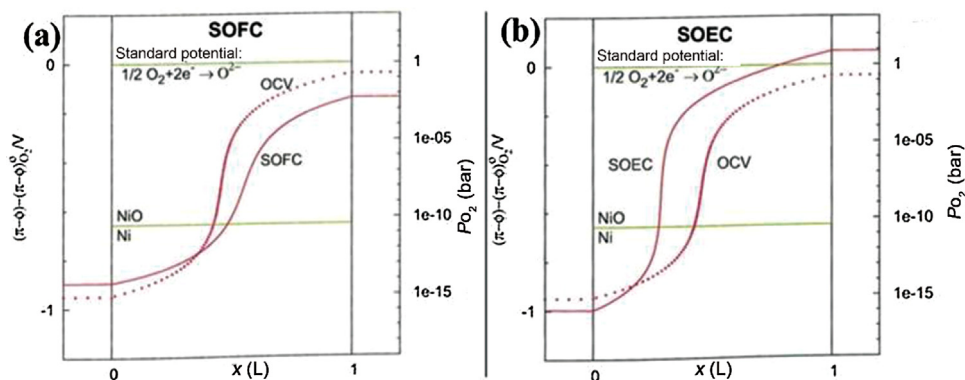 (a)
SOFC
Standard potential:
1/2 O₂+2e⁻ → O²⁻
OCV
SOFC
NiO
Ni
0
-1
(π−ϕ)−(π−ϕ)°O₂/V
1
1e-05
1e-10
1e-15
Po₂ (bar)
0
x (L)
1
(b)
SOEC
Standard potential:
1/2 O₂+2e⁻ → O²⁻
SOEC
OCV
NiO
Ni
0
-1
(π−ϕ)−(π−ϕ)°O₂/V
1
1e-05
1e-10
1e-15
Po₂ (bar)
0
x (L)
1